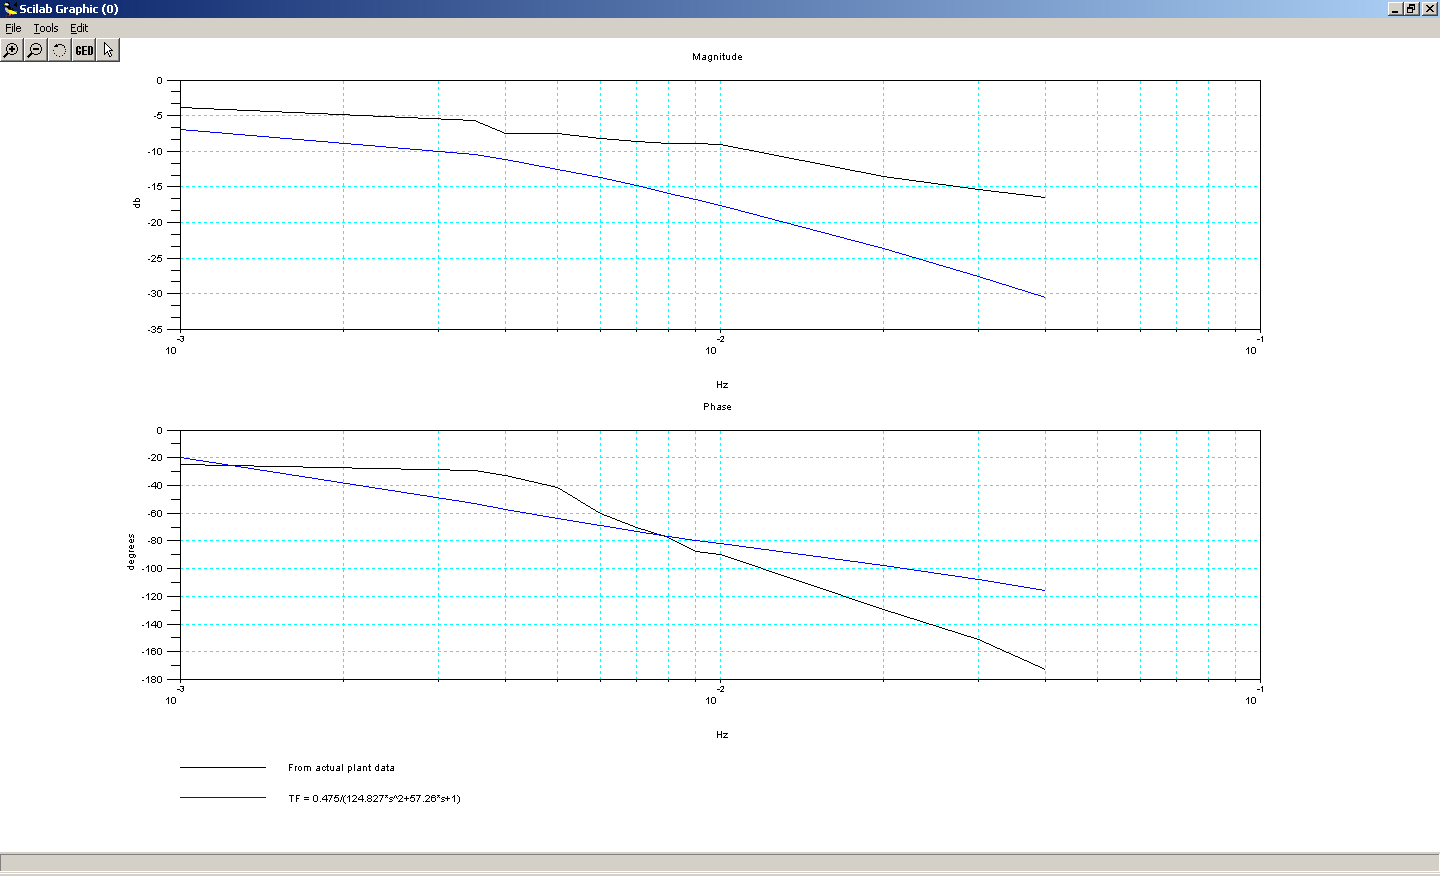 Scilab Graphic (0)
File Tools Edit
GED
Magnitude
0
-5
-10
-15
-20
-25
-30
-35
db
-3 -2 -1
10 10 10
Hz
Phase
0
-20
-40
-60
-80
-100
-120
-140
-160
-180
degrees
-3 -2 -1
10 10 10
Hz
From actual plant data
TF = 0.475/(124.827*s^2+57.26*s+1)